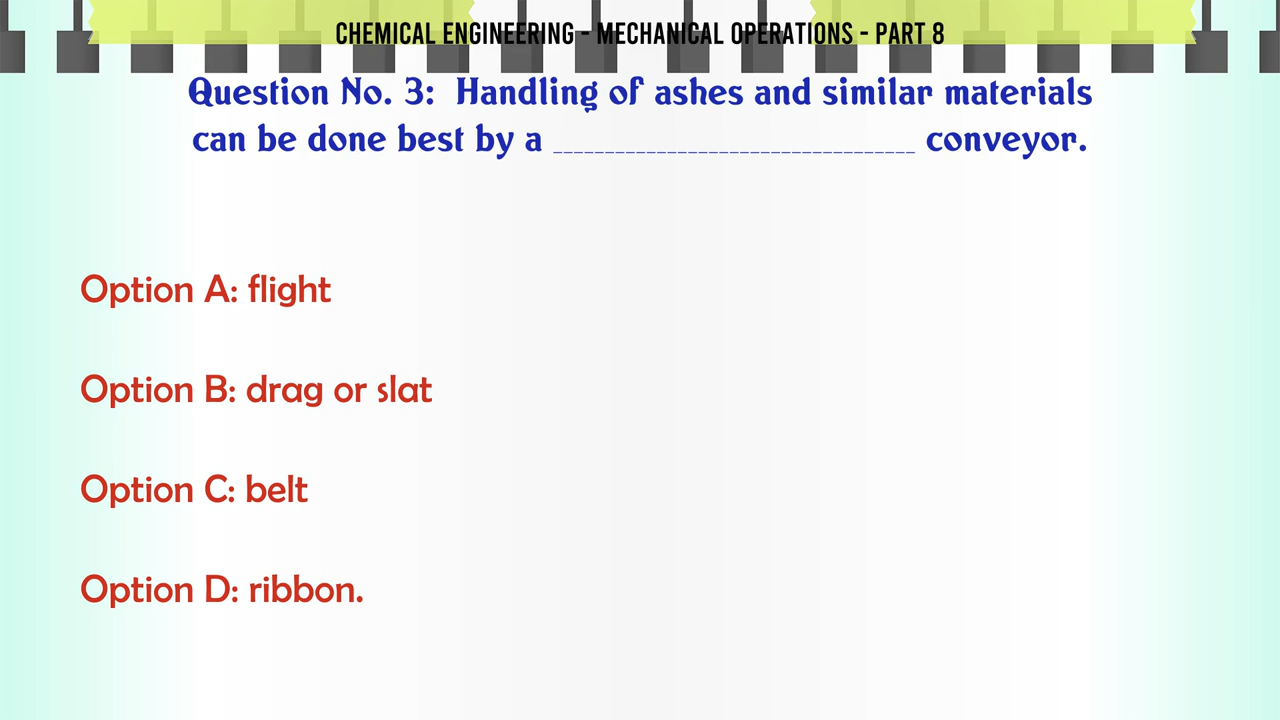 CHEMICAL ENGINEERING - MECHANICAL OPERATIONS - PART 8
Question No. 3: Handling of ashes and similar materials
can be done best by a ________________________________ conveyor.
Option A: flight
Option B: drag or slat
Option C: belt
Option D: ribbon.